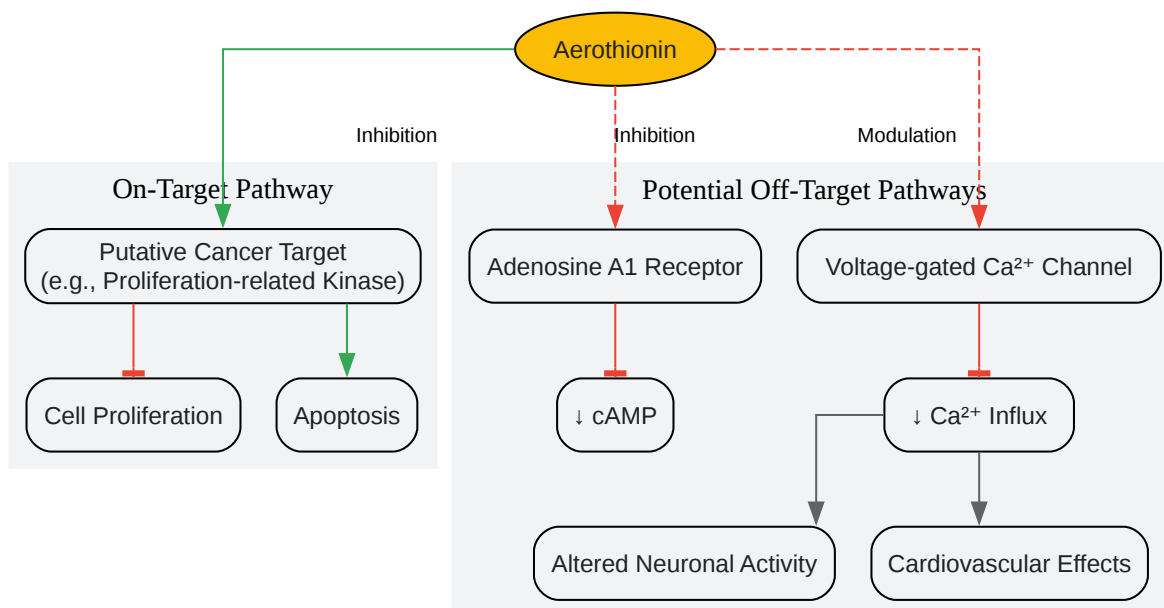 Aerothionin
Inhibition
Inhibition
Modulation
On-Target Pathway
Potential Off-Target Pathways
Putative Cancer Target
(e.g., Proliferation-related Kinase)
Adenosine A1 Receptor
Voltage-gated Ca²⁺ Channel
Cell Proliferation
Apoptosis
↓ cAMP
↓ Ca²⁺ Influx
Altered Neuronal Activity
Cardiovascular Effects